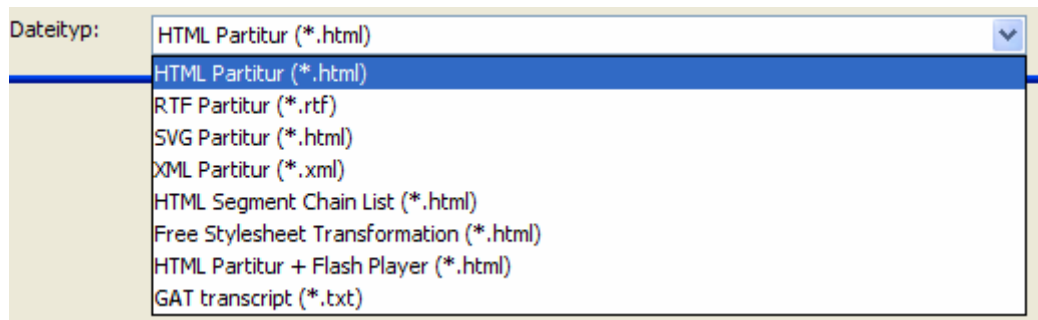 Dateityp: HTML Partitur (*.html)
HTML Partitur (*.html)
RTF Partitur (*.rtf)
SVG Partitur (*.html)
XML Partitur (*.xml)
HTML Segment Chain List (*.html)
Free Stylesheet Transformation (*.html)
HTML Partitur + Flash Player (*.html)
GAT transcript (*.txt)